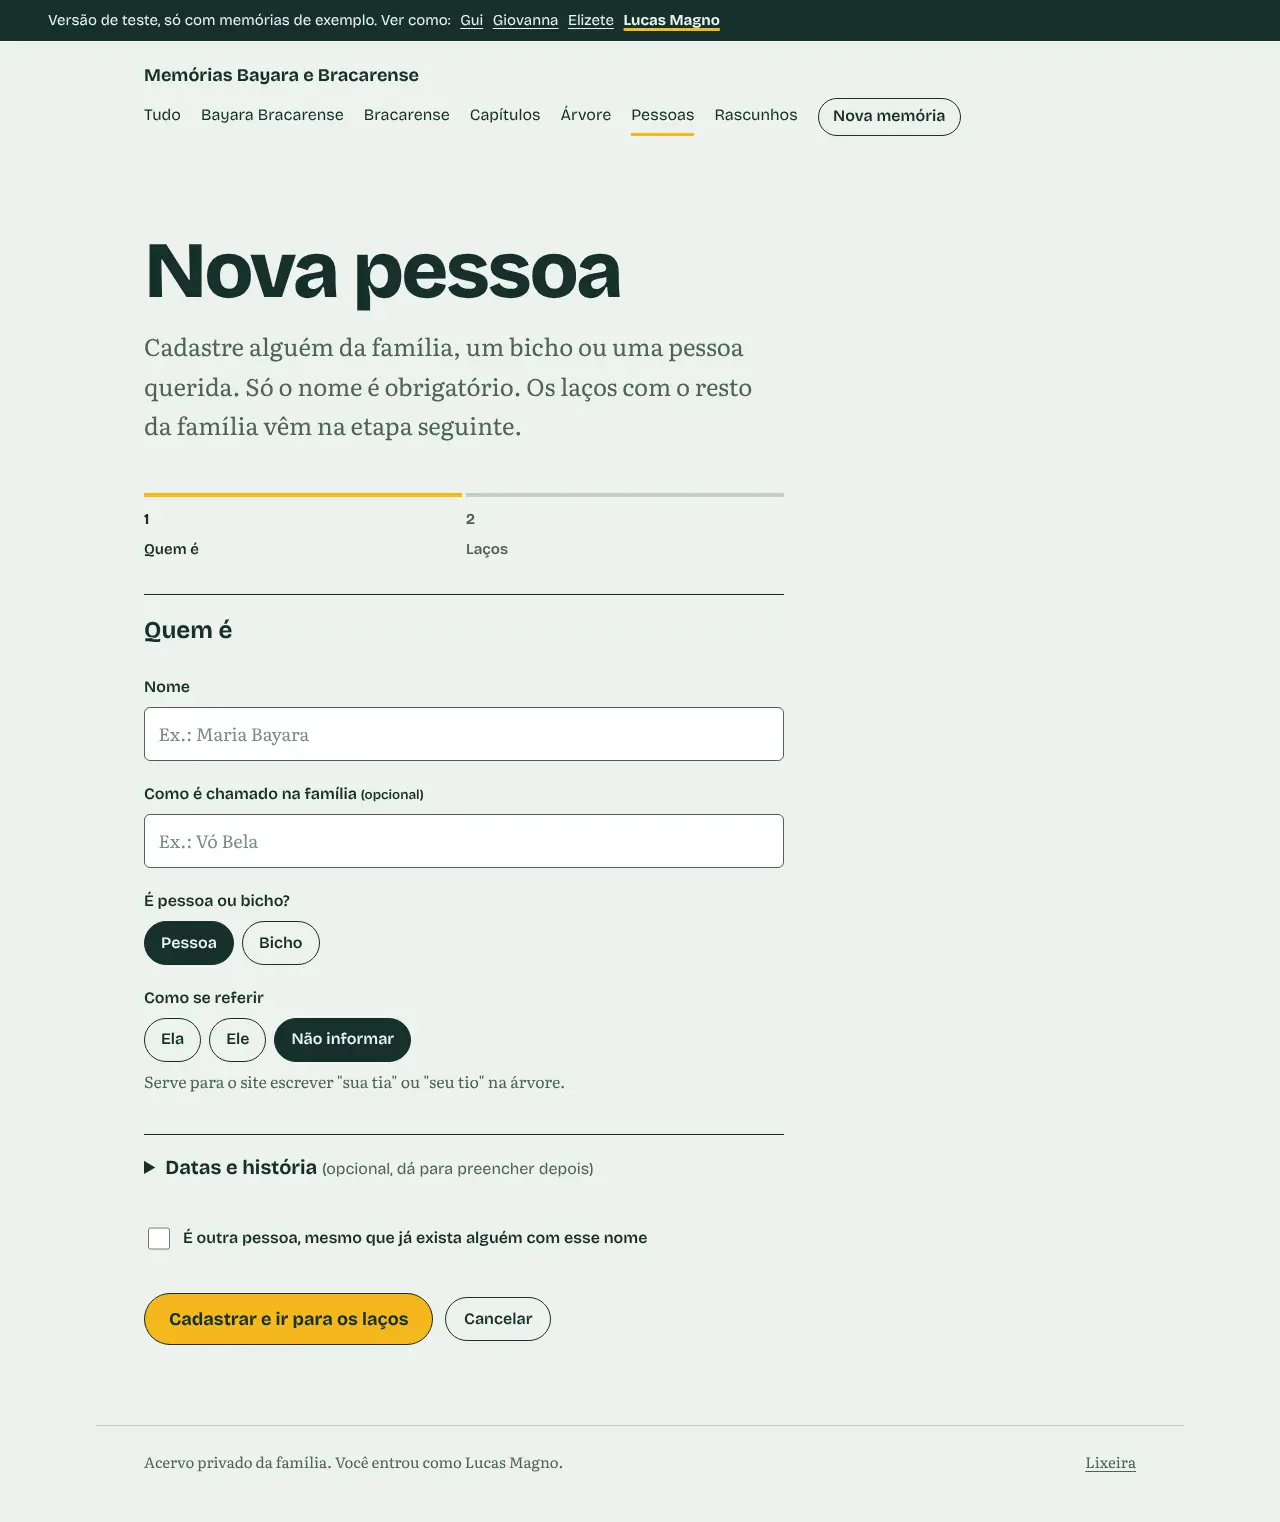 Versão de teste, só com memórias de exemplo. Ver como: Gui Giovanna Elizete Lucas Magno
Memórias Bayara e Bracarense
Tudo Bayara Bracarense Bracarense Capítulos Árvore Pessoas Rascunhos Nova memória
Nova pessoa
Cadastre alguém da família, um bicho ou uma pessoa
querida. Só o nome é obrigatório. Os laços com o resto
da família vêm na etapa seguinte.
1
Quem é
2
Laços
Quem é
Nome
Ex.: Maria Bayara
Como é chamado na família (opcional)
Ex.: Vó Bela
É pessoa ou bicho?
Pessoa Bicho
Como se referir
Ela Ele Não informar
Serve para o site escrever "sua tia" ou "seu tio" na árvore.
Datas e história (opcional, dá para preencher depois)
É outra pessoa, mesmo que já exista alguém com esse nome
Cadastrar e ir para os laços Cancelar
Acervo privado da família. Você entrou como Lucas Magno. Lixeira